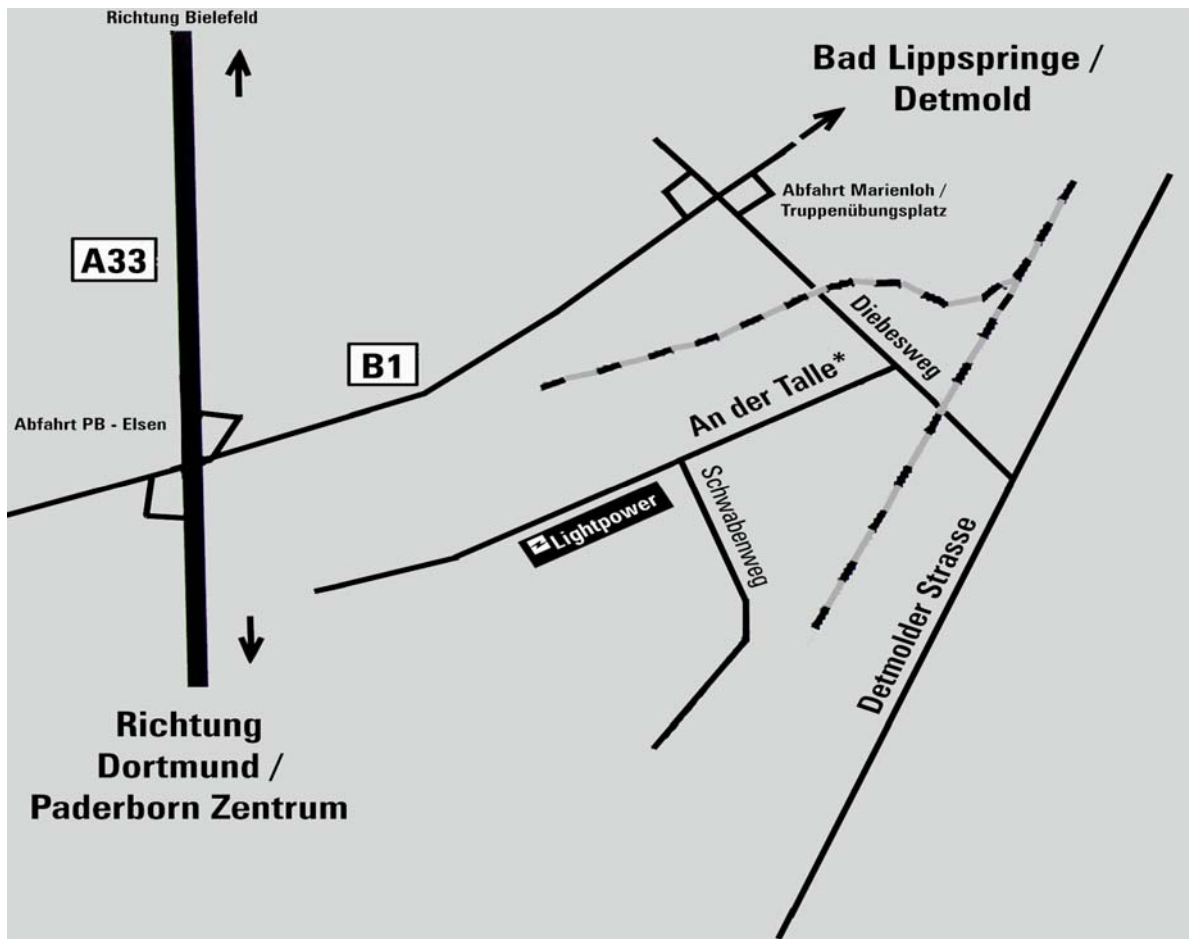 Richtung Bielefeld
Bad Lippspringe /
Detmold
Abfahrt Marienloh /
Truppenübungsplatz
A33
B1
Diebesweg
An der Talle*
Abfahrt PB - Elsen
Schwabenweg
Lightpower
Detmolder Strasse
Richtung
Dortmund /
Paderborn Zentrum